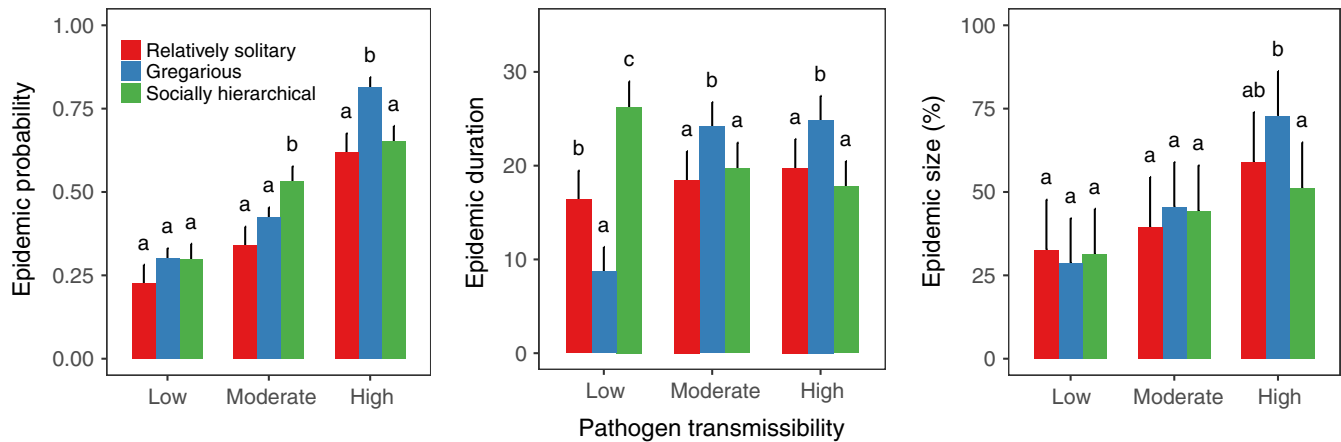 Epidemic probability
1.00
0.75
0.50
0.25
0.00
Relatively solitary
Gregarious
Socially hierarchical
a
a
a
a
a
b
a
b
a
Low
Moderate
High
Epidemic duration
30
20
10
0
b
a
c
a
b
a
a
b
a
Low
Moderate
High
Pathogen transmissibility
Epidemic size (%)
100
75
50
25
0
a
a
a
a
a
a
ab
b
a
Low
Moderate
High